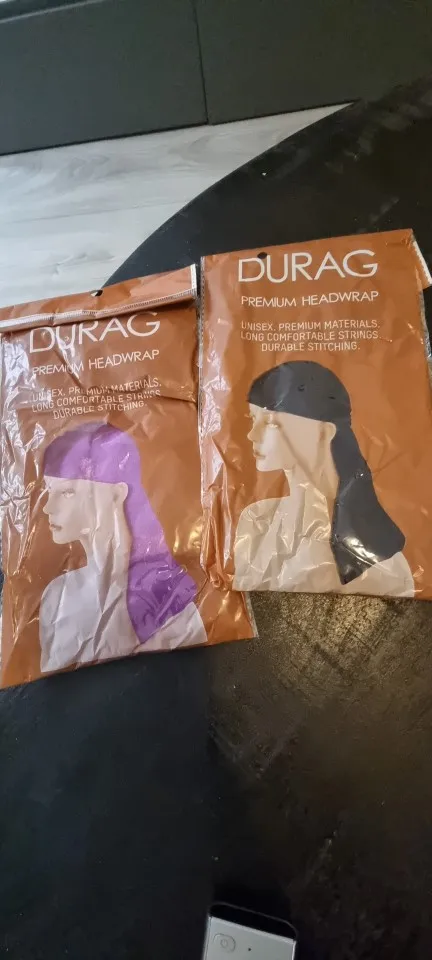 DURAG
PREMIUM HEADWRAP
UNISEX. PREMIUM MATERIALS.
LONG COMFORTABLE STRINGS.
DURABLE STITCHING.
DURAG
PREMIUM HEADWRAP
UNISEX. PREMIUM MATERIALS.
LONG COMFORTABLE STRINGS
DURABLE STITCHING.